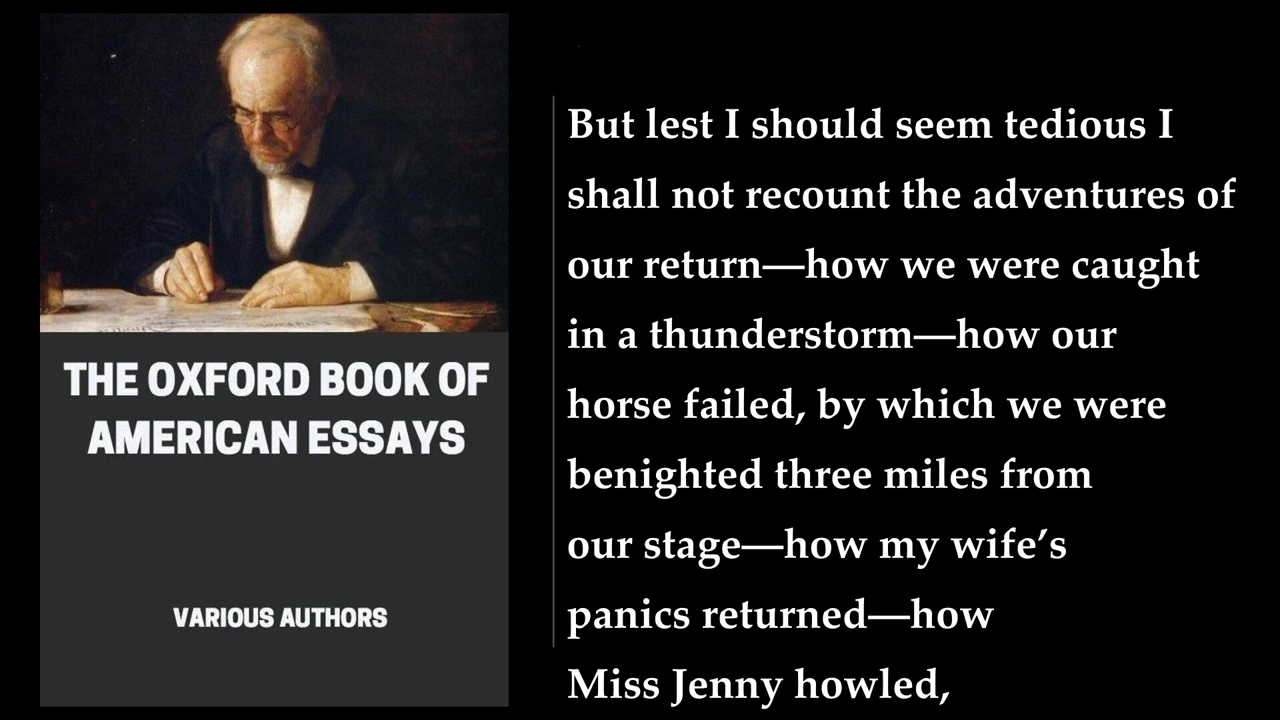 THE OXFORD BOOK OF
AMERICAN ESSAYS
VARIOUS AUTHORS
But lest I should seem tedious I
shall not recount the adventures of
our return—how we were caught
in a thunderstorm—how our
horse failed, by which we were
benighted three miles from
our stage—how my wife’s
panics returned—how
Miss Jenny howled,